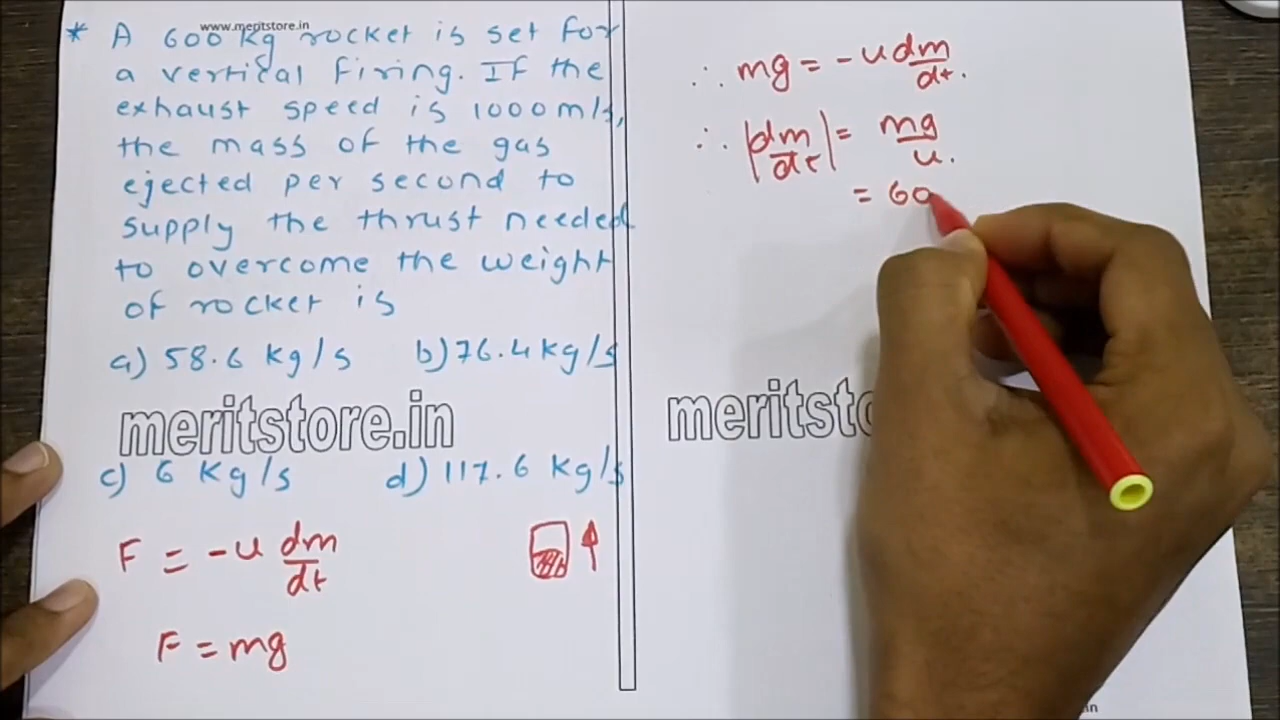 www.meritstore.in
* A 600 kg rocket is set for
a vertical firing. If the
exhaust speed is 1000 m/s,
the mass of the gas
ejected per second to
supply the thrust needed
to overcome the weight
of rocket is
a) 58.6 kg/s b) 76.4 kg/s
meritstore.in
c) 6 kg/s d) 117.6 kg/s
F = -u dm/dt
F = mg
∴ mg = -u dm/dt.
∴ |dm/dt| = mg/u.
= 60
meritsto